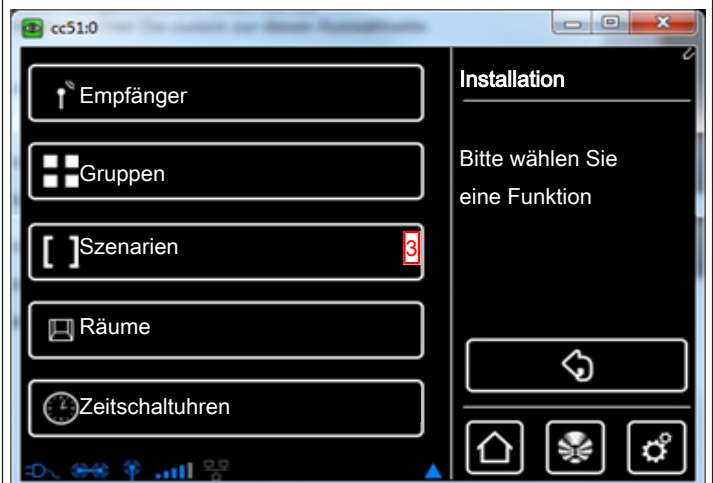 cc51:0
Empfänger
Gruppen
Szenarien 3
Räume
Zeitschaltuhren
Installation
Bitte wählen Sie
eine Funktion